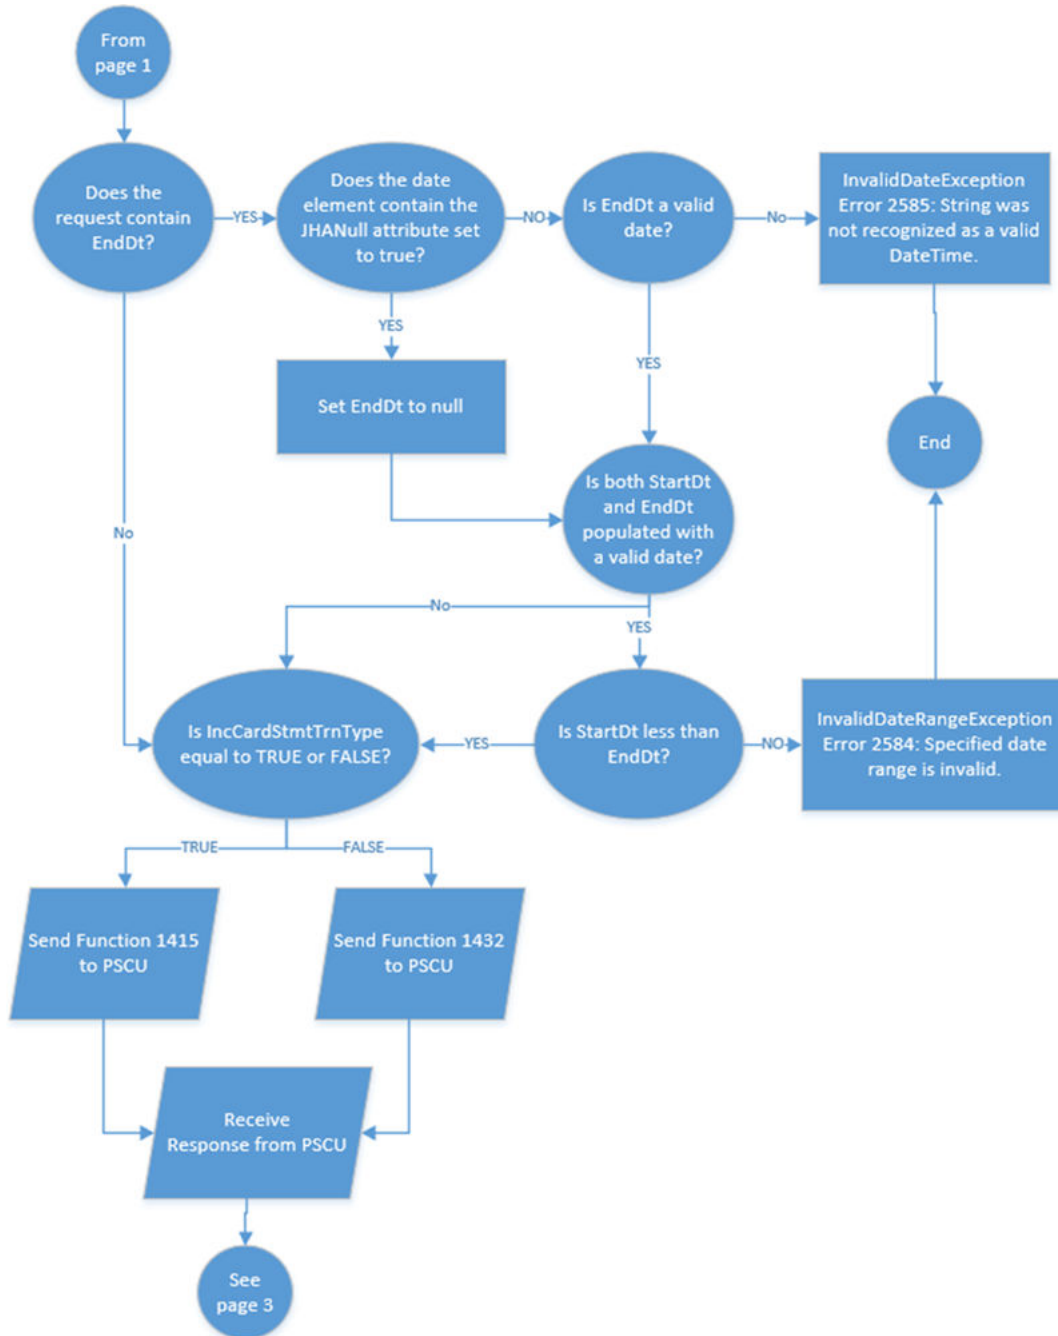 From
page 1
Does the
request contain
EndDt?
YES
Does the date
element contain the
JHANull attribute set
to true?
NO
Is EndDt a valid
date?
No
InvalidDateException
Error 2585: String was
not recognized as a valid
DateTime.
YES
Set EndDt to null
YES
End
Is both StartDt
and EndDt
populated with
a valid date?
No
No
YES
Is IncCardStmtTrnType
equal to TRUE or FALSE?
YES
Is StartDt less than
EndDt?
NO
InvalidDateRangeException
Error 2584: Specified date
range is invalid.
TRUE
FALSE
Send Function 1415
to PSCU
Send Function 1432
to PSCU
Receive
Response from PSCU
See
page 3